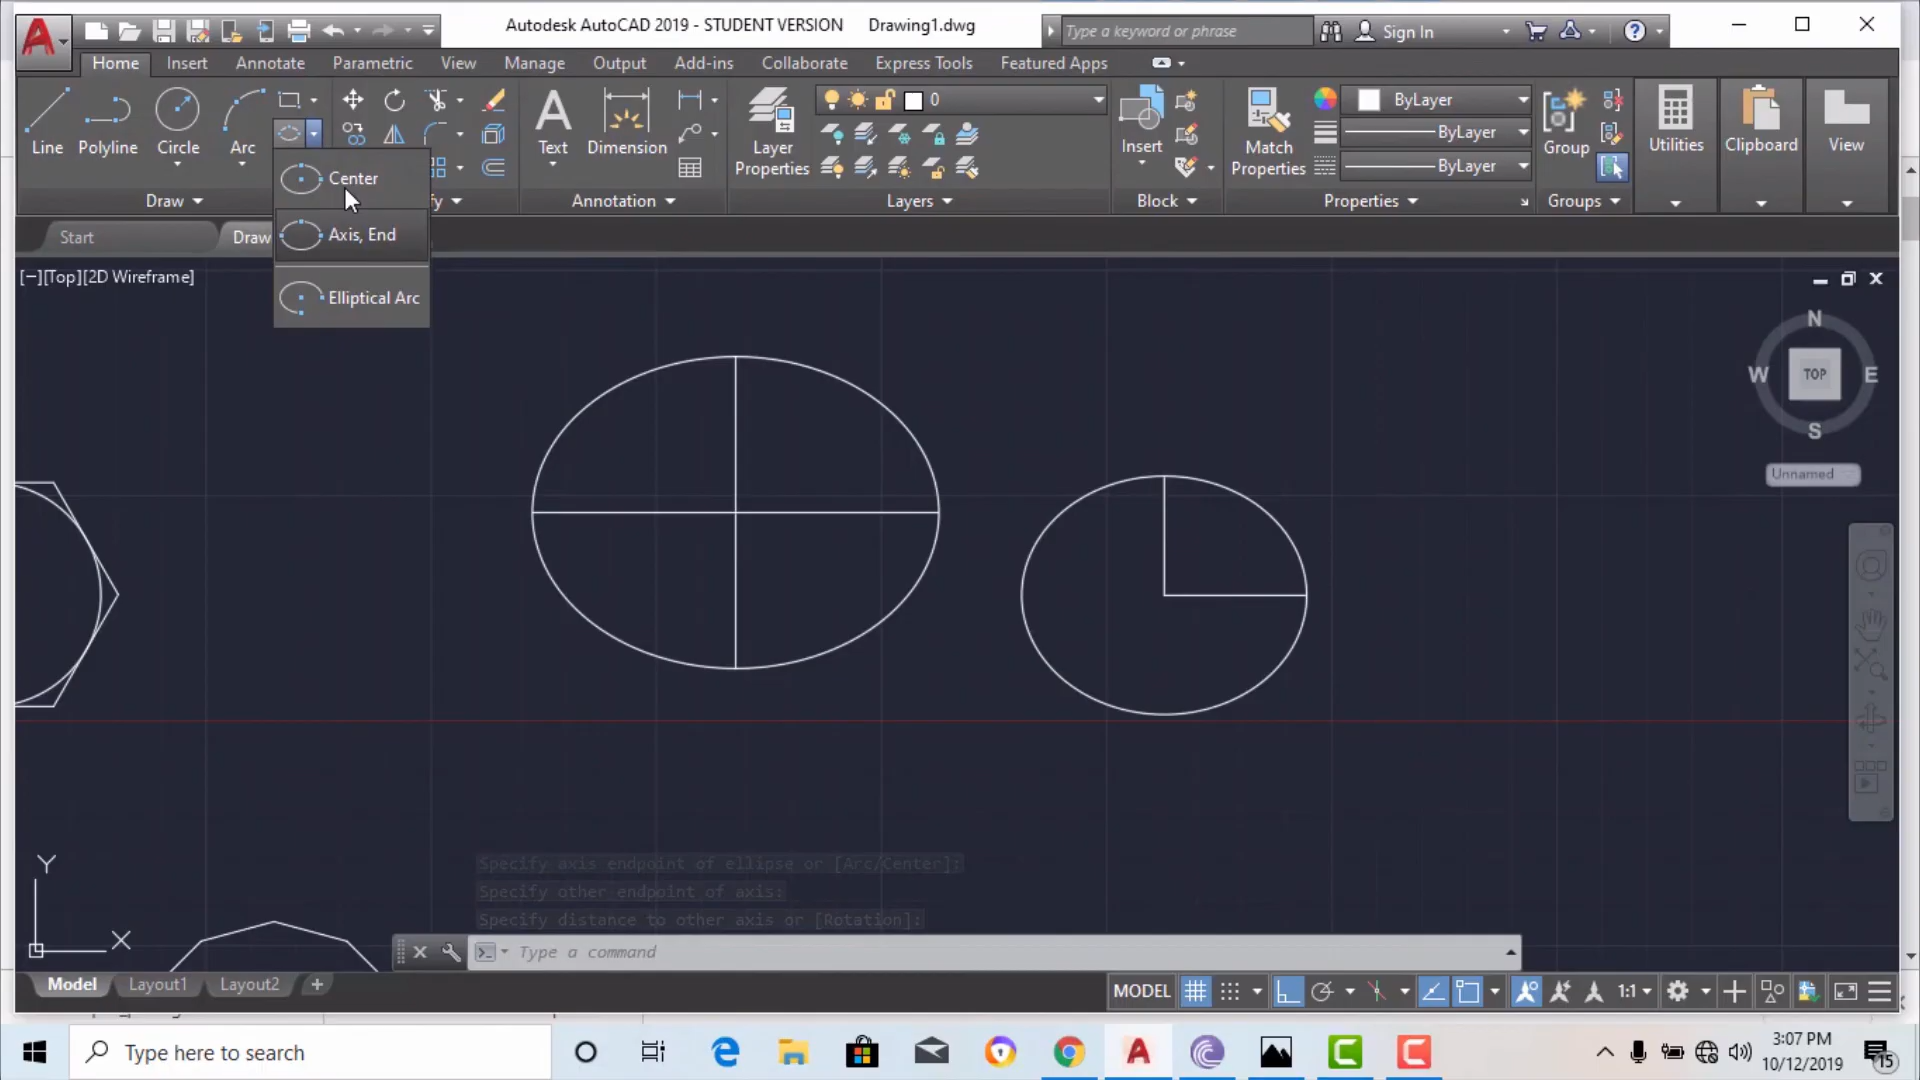 Autodesk AutoCAD 2019 - STUDENT VERSION Drawing1.dwg
Type a keyword or phrase
Sign In
Home Insert Annotate Parametric View Manage Output Add-ins Collaborate Express Tools Featured Apps
0
ByLayer
ByLayer
ByLayer
Line Polyline Circle Arc
Text Dimension
Layer Properties
Insert
Match Properties
Group
Utilities
Clipboard
View
Draw
fy
Annotation
Layers
Block
Properties
Groups
Center
Axis, End
Elliptical Arc
Start
Draw
[−][Top][2D Wireframe]
N
W TOP E
S
Unnamed
Y
X
Specify axis endpoint of ellipse or [Arc/Center]:
Specify other endpoint of axis:
Specify distance to other axis or [Rotation]:
Type a command
Model Layout1 Layout2 +
MODEL
1:1
Type here to search
3:07 PM
10/12/2019
15